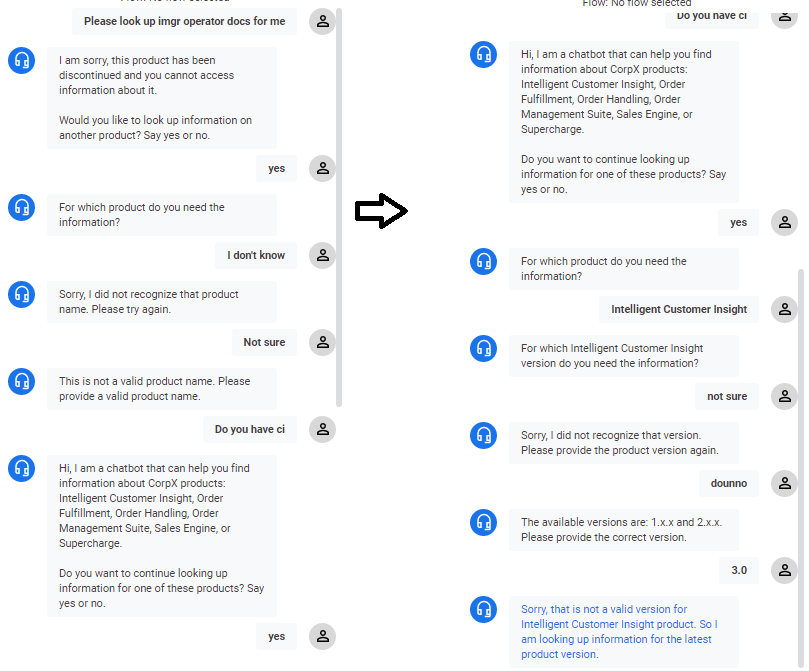 Please look up imgr operator docs for me
I am sorry, this product has been
discontinued and you cannot access
information about it.
Would you like to look up information on
another product? Say yes or no.
yes
For which product do you need the
information?
I don't know
Sorry, I did not recognize that product
name. Please try again.
Not sure
This is not a valid product name. Please
provide a valid product name.
Do you have ci
Hi, I am a chatbot that can help you find
information about CorpX products:
Intelligent Customer Insight, Order
Fulfillment, Order Handling, Order
Management Suite, Sales Engine, or
Supercharge.
Do you want to continue looking up
information for one of these products? Say
yes or no.
yes
Flow: No flow selected
Do you have ci
Hi, I am a chatbot that can help you find
information about CorpX products:
Intelligent Customer Insight, Order
Fulfillment, Order Handling, Order
Management Suite, Sales Engine, or
Supercharge.
Do you want to continue looking up
information for one of these products? Say
yes or no.
yes
For which product do you need the
information?
Intelligent Customer Insight
For which Intelligent Customer Insight
version do you need the information?
not sure
Sorry, I did not recognize that version.
Please provide the product version again.
dounno
The available versions are: 1.x.x and 2.x.x.
Please provide the correct version.
3.0
Sorry, that is not a valid version for
Intelligent Customer Insight product. So I
am looking up information for the latest
product version.